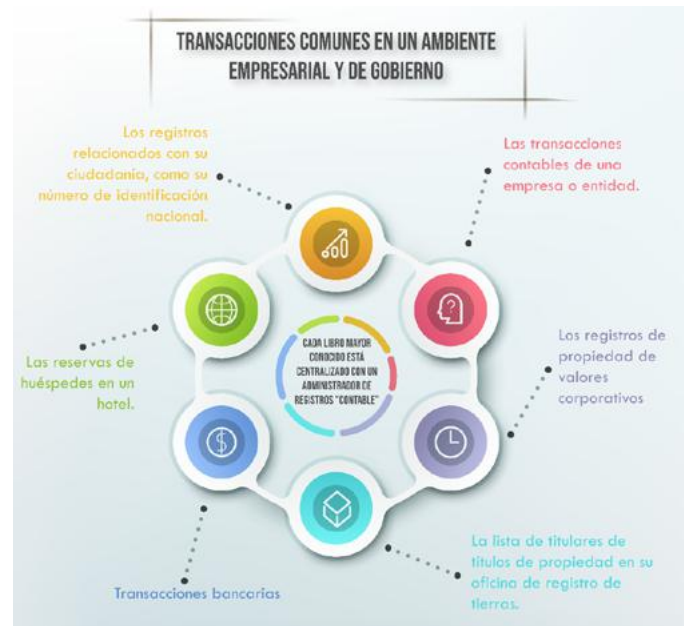 TRANSACCIONES COMUNES EN UN AMBIENTE
EMPRESARIAL Y DE GOBIERNO
Los registros
relacionados con su
ciudadanía, como su
número de identificación
nacional.
Las transacciones
contables de una
empresa o entidad.
CADA LIBRO MAYOR
CONOCIDO ESTÁ
CENTRALIZADO CON UN
ADMINISTRADOR DE
REGISTROS "CONTABLE"
Las reservas de
huéspedes en un
hotel.
Los registros de
propiedad de
valores
corporativos
Transacciones bancarias
La lista de titulares de
títulos de propiedad en su
oficina de registro de
tierras.